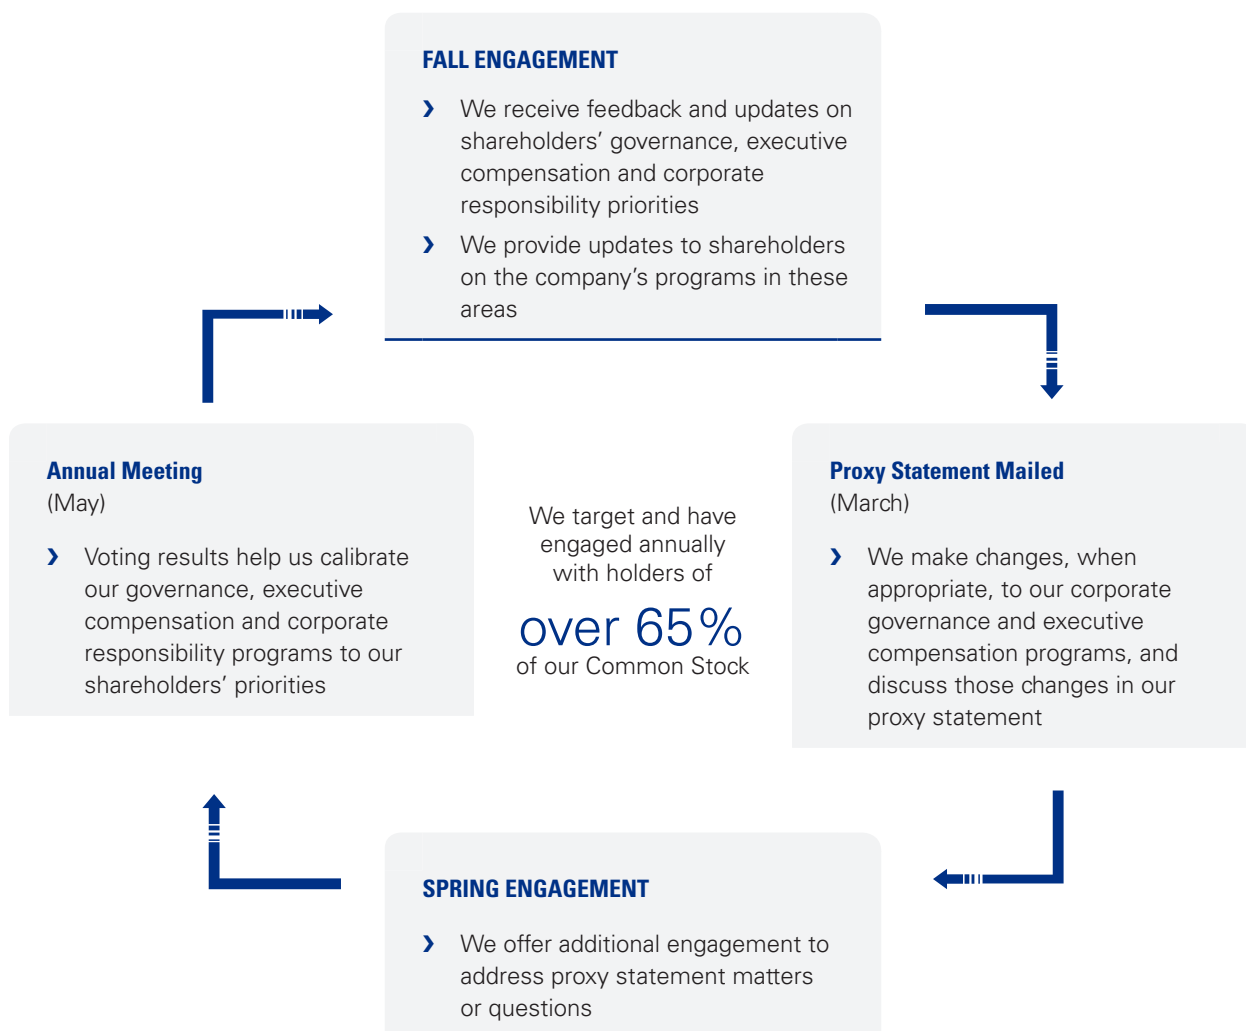 FALL ENGAGEMENT
❯ We receive feedback and updates on
shareholders’ governance, executive
compensation and corporate
responsibility priorities
❯ We provide updates to shareholders
on the company’s programs in these
areas
Annual Meeting
(May)
❯ Voting results help us calibrate
our governance, executive
compensation and corporate
responsibility programs to our
shareholders’ priorities
We target and have
engaged annually
with holders of
over 65%
of our Common Stock
Proxy Statement Mailed
(March)
❯ We make changes, when
appropriate, to our corporate
governance and executive
compensation programs, and
discuss those changes in our
proxy statement
SPRING ENGAGEMENT
❯ We offer additional engagement to
address proxy statement matters
or questions